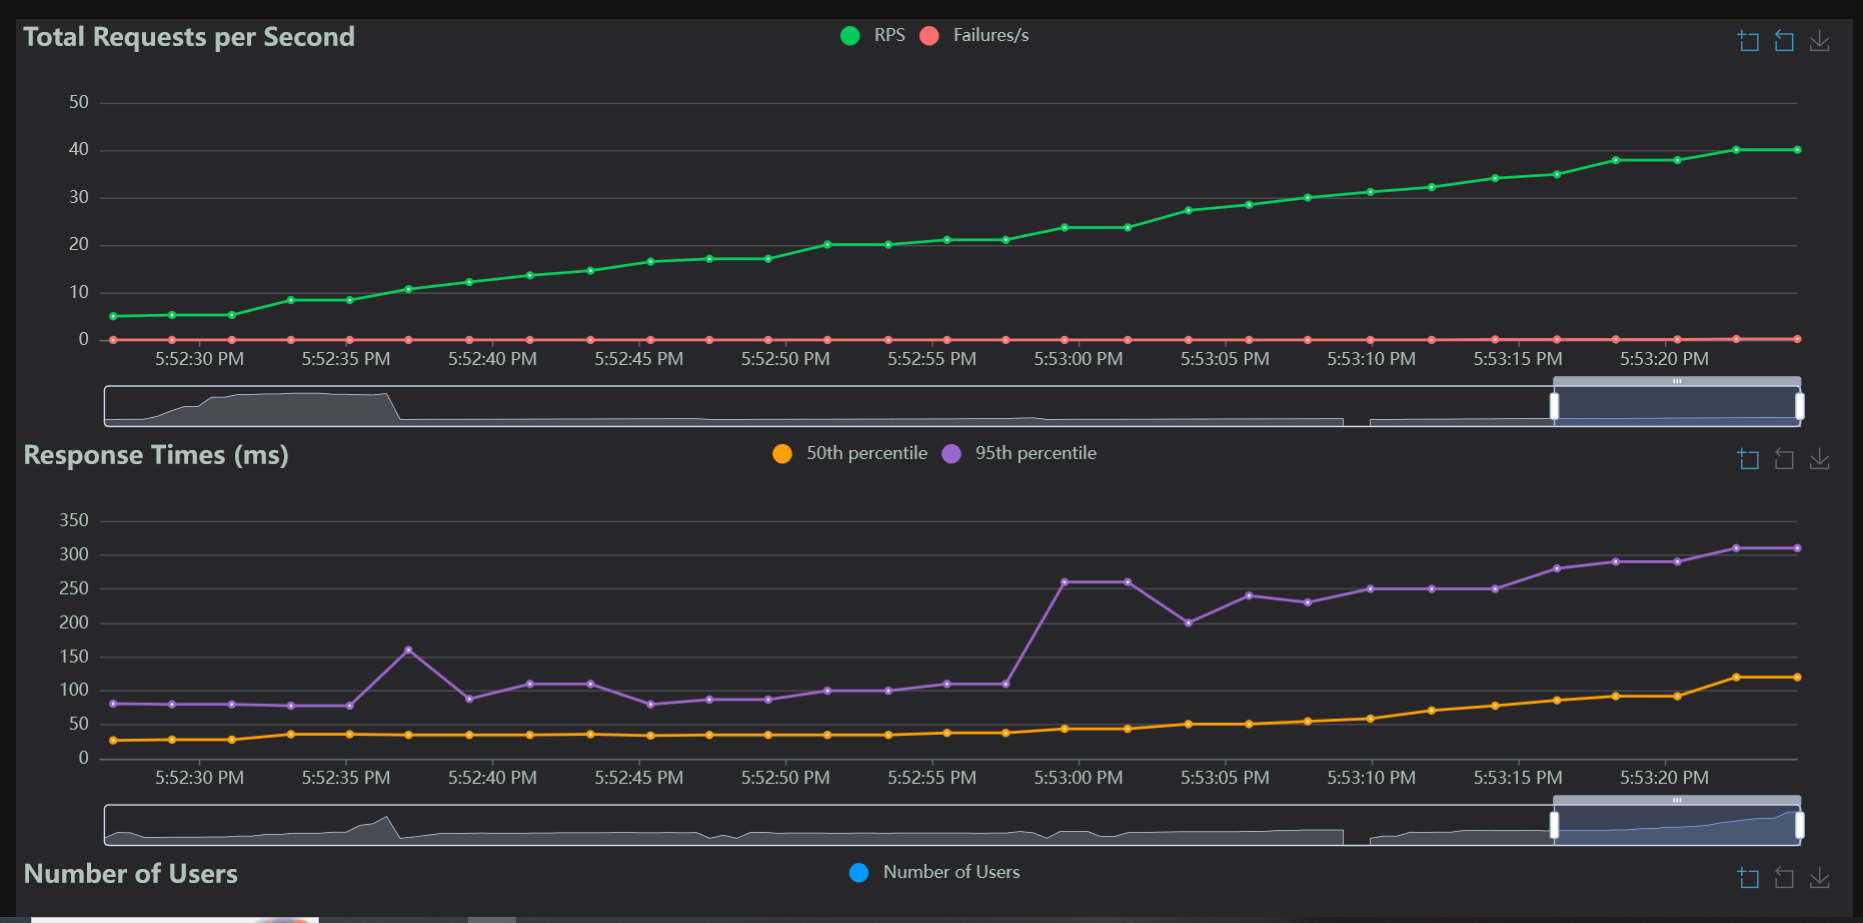 Total Requests per Second
RPS Failures/s
50
40
30
20
10
0
5:52:30 PM 5:52:35 PM 5:52:40 PM 5:52:45 PM 5:52:50 PM 5:52:55 PM 5:53:00 PM 5:53:05 PM 5:53:10 PM 5:53:15 PM 5:53:20 PM
Response Times (ms)
50th percentile 95th percentile
350
300
250
200
150
100
50
0
5:52:30 PM 5:52:35 PM 5:52:40 PM 5:52:45 PM 5:52:50 PM 5:52:55 PM 5:53:00 PM 5:53:05 PM 5:53:10 PM 5:53:15 PM 5:53:20 PM
Number of Users
Number of Users